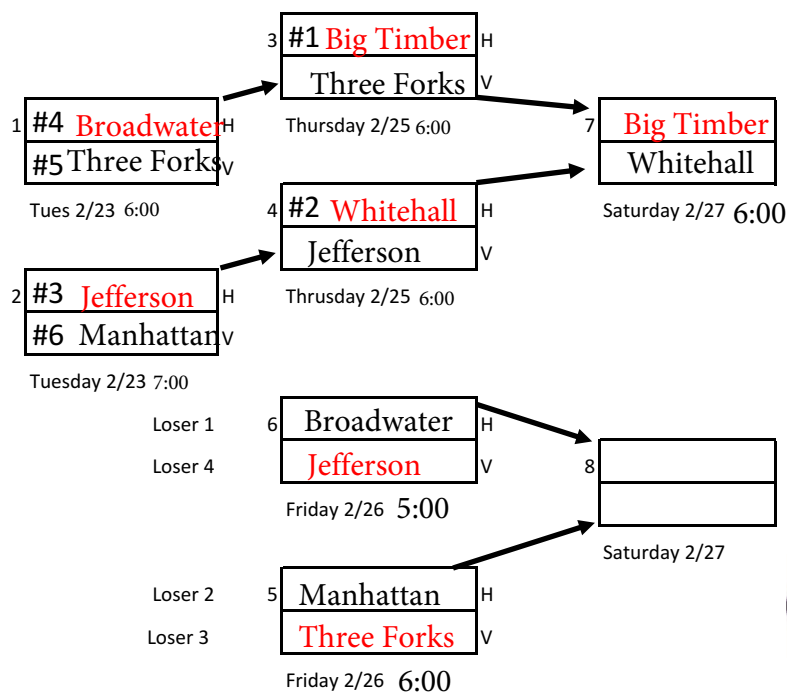 3 #1 Big Timber H
Three Forks V
Thursday 2/25 6:00
1 #4 Broadwater H
#5 Three Forks V
Tues 2/23 6:00
7 Big Timber
Whitehall
Saturday 2/27 6:00
4 #2 Whitehall H
Jefferson V
Thrusday 2/25 6:00
2 #3 Jefferson H
#6 Manhattan V
Tuesday 2/23 7:00
Loser 1 6 Broadwater H
Loser 4 Jefferson V
Friday 2/26 5:00
8
Saturday 2/27
Loser 2 5 Manhattan H
Loser 3 Three Forks V
Friday 2/26 6:00